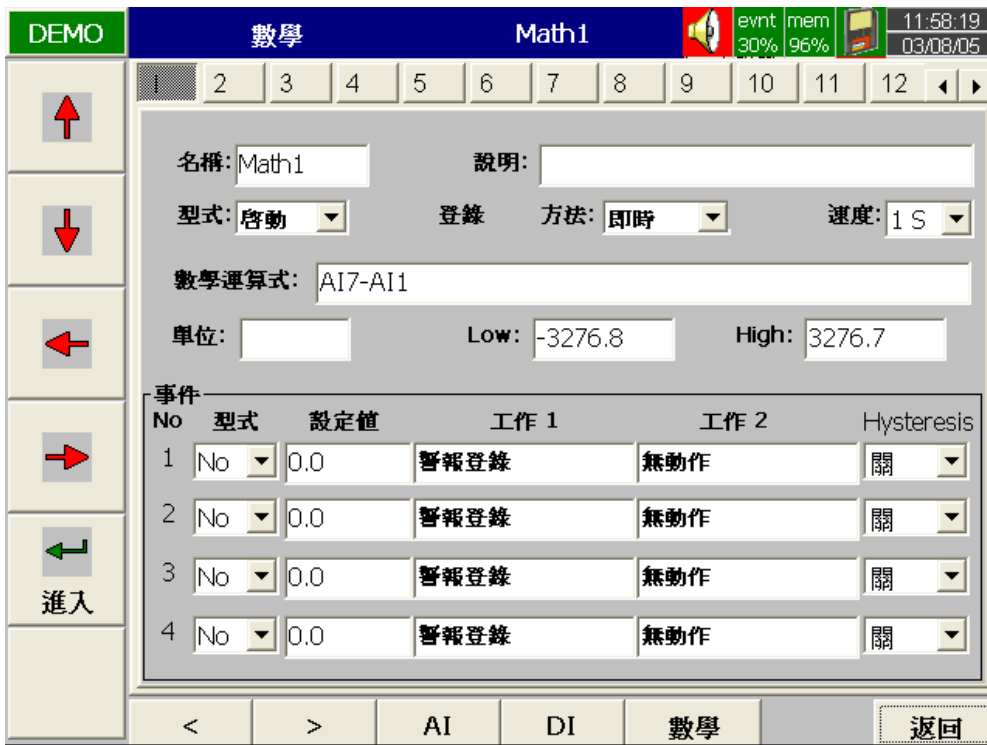 DEMO 數學 Math1 evnt 30% mem 96% 11:58:19 03/08/05
1 2 3 4 5 6 7 8 9 10 11 12
名稱: Math1 說明:
型式: 啓動 登錄 方法: 即時 速度: 1 S
數學運算式: AI7-AI1
單位: Low: -3276.8 High: 3276.7
事件
No 型式 設定值 工作 1 工作 2 Hysteresis
1 No 0.0 警報登錄 無動作 關
2 No 0.0 警報登錄 無動作 關
3 No 0.0 警報登錄 無動作 關
4 No 0.0 警報登錄 無動作 關
進入
< > AI DI 數學 返回